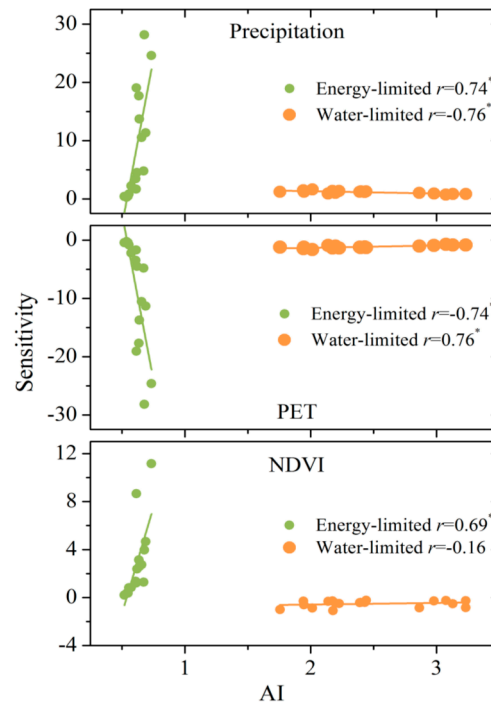 Precipitation
30
20
10
0
Energy-limited r=0.74*
Water-limited r=-0.76*
Sensitivity
0
-10
-20
-30
Energy-limited r=-0.74*
Water-limited r=0.76*
PET
NDVI
12
8
4
0
-4
Energy-limited r=0.69*
Water-limited r=-0.16
1 2 3
AI